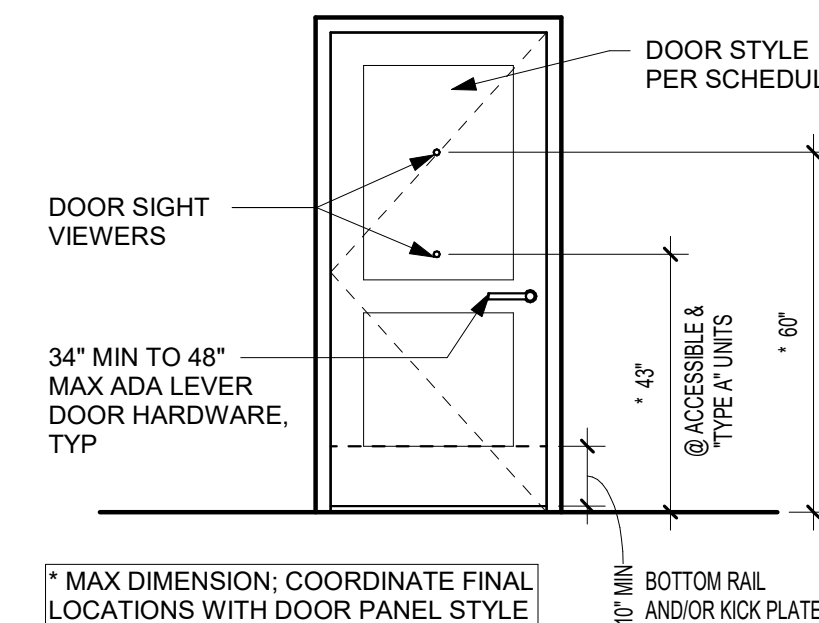 DOOR STYLE
PER SCHEDUL
DOOR SIGHT
VIEWERS
34" MIN TO 48"
MAX ADA LEVER
DOOR HARDWARE,
TYP
* 43"
@ ACCESSIBLE &
"TYPE A" UNITS
* 60"
10" MIN
BOTTOM RAIL
AND/OR KICK PLATE
* MAX DIMENSION; COORDINATE FINAL
LOCATIONS WITH DOOR PANEL STYLE